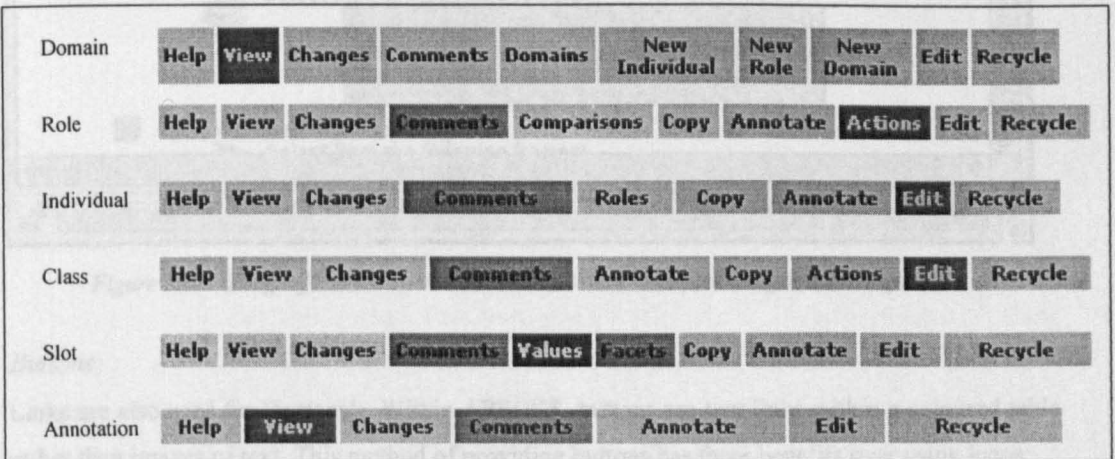 Domain Help View Changes Comments Domains New Individual New Role New Domain Edit Recycle
Role Help View Changes Comments Comparisons Copy Annotate Actions Edit Recycle
Individual Help View Changes Comments Roles Copy Annotate Edit Recycle
Class Help View Changes Comments Annotate Copy Actions Edit Recycle
Slot Help View Changes Comments Values Facets Copy Annotate Edit Recycle
Annotation Help View Changes Comments Annotate Edit Recycle